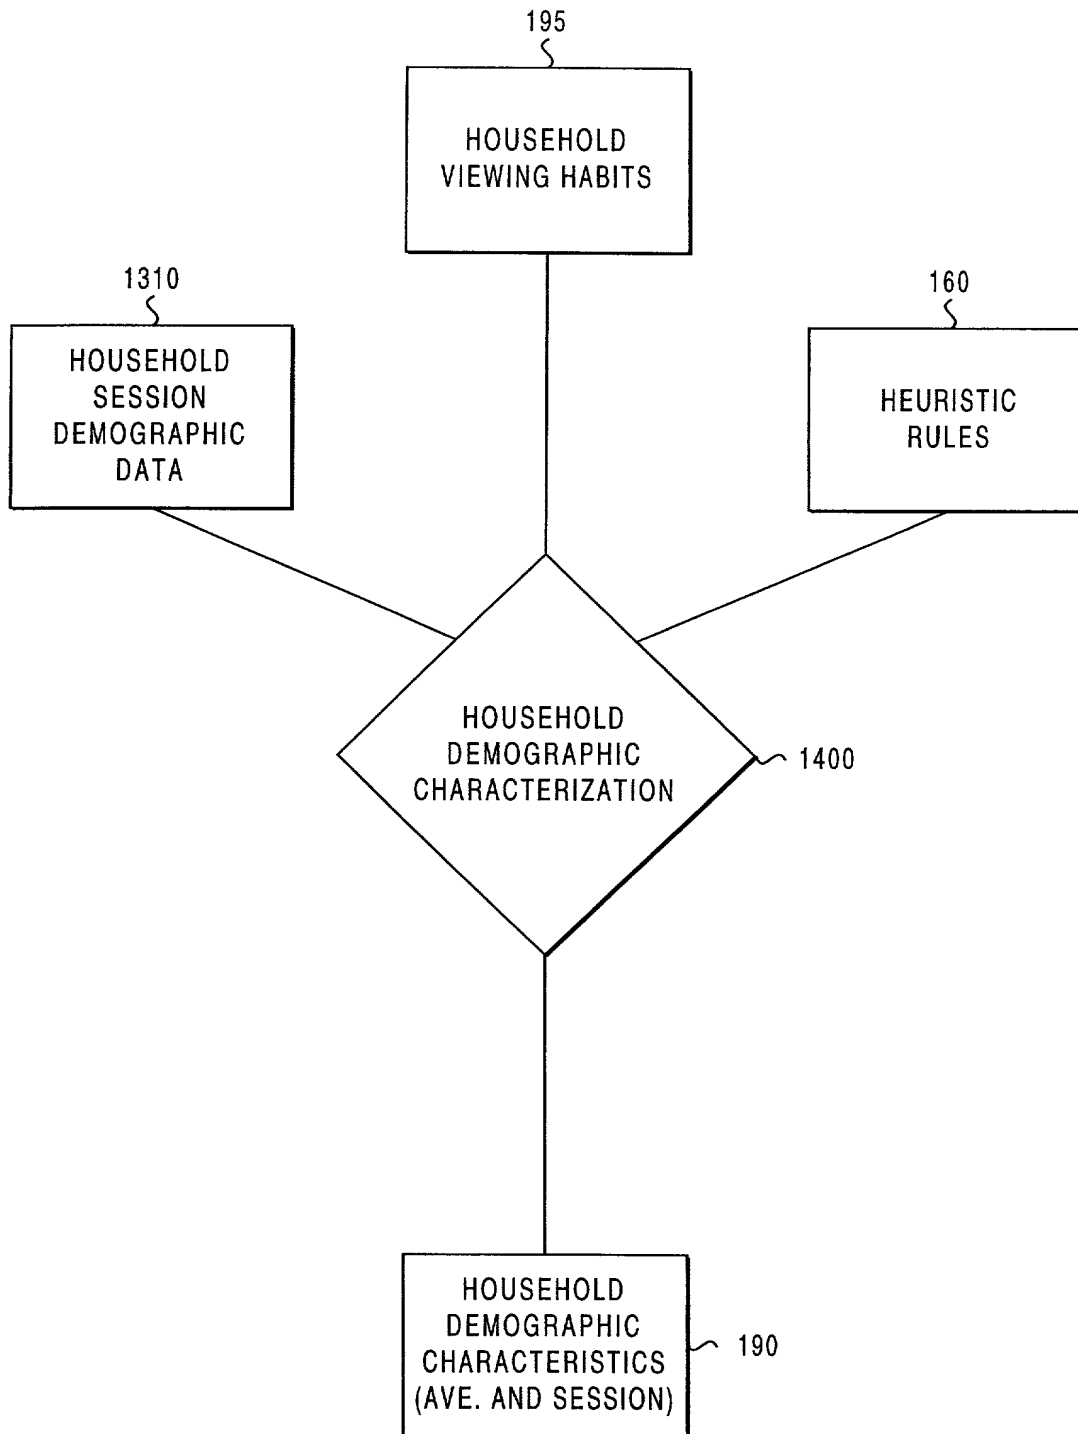 195
HOUSEHOLD
VIEWING HABITS
1310
HOUSEHOLD
SESSION
DEMOGRAPHIC
DATA
160
HEURISTIC
RULES
HOUSEHOLD
DEMOGRAPHIC
CHARACTERIZATION
1400
HOUSEHOLD
DEMOGRAPHIC
CHARACTERISTICS
(AVE. AND SESSION)
190